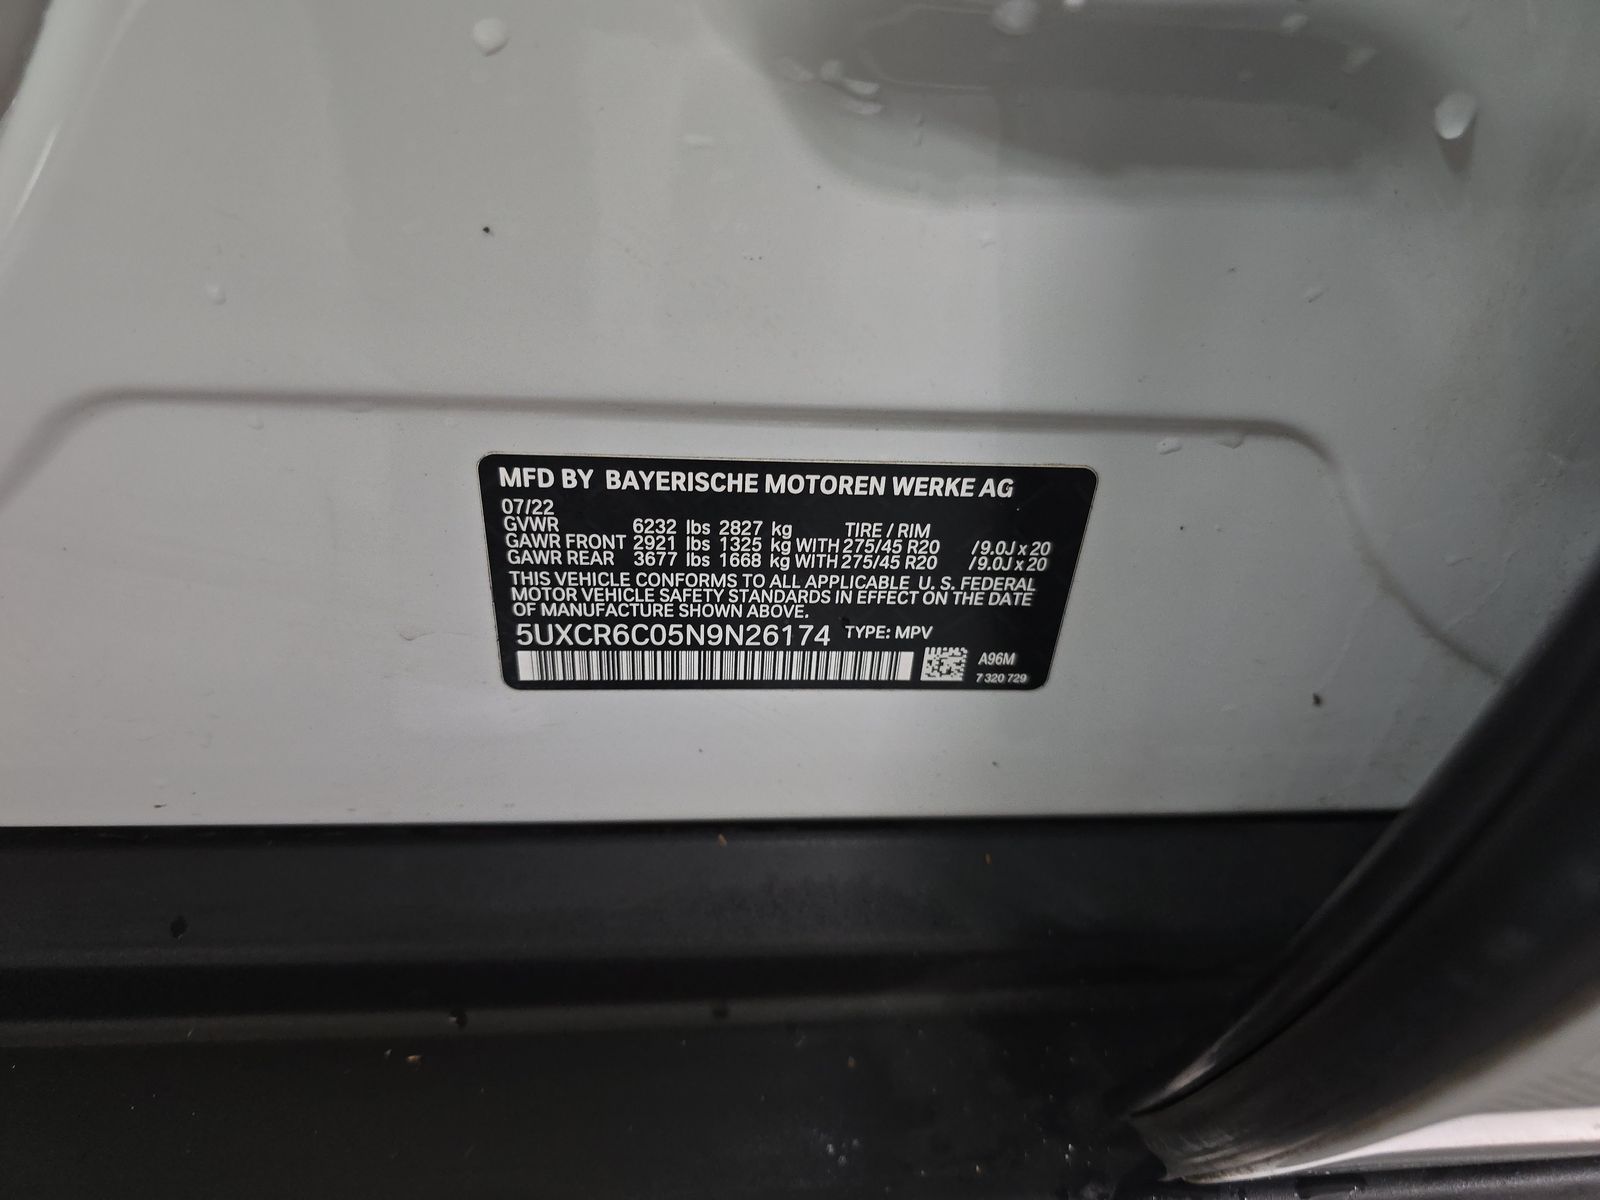 MFD BY BAYERISCHE MOTOREN WERKE AG
07/22
GVWR 6232 lbs 2827 kg TIRE / RIM
GAWR FRONT 2921 lbs 1325 kg WITH 275/45 R20 /9.0J x 20
GAWR REAR 3677 lbs 1668 kg WITH 275/45 R20 /9.0J x 20
THIS VEHICLE CONFORMS TO ALL APPLICABLE U. S. FEDERAL
MOTOR VEHICLE SAFETY STANDARDS IN EFFECT ON THE DATE
OF MANUFACTURE SHOWN ABOVE.
5UXCR6C05N9N26174 TYPE: MPV
A96M
7 320 729